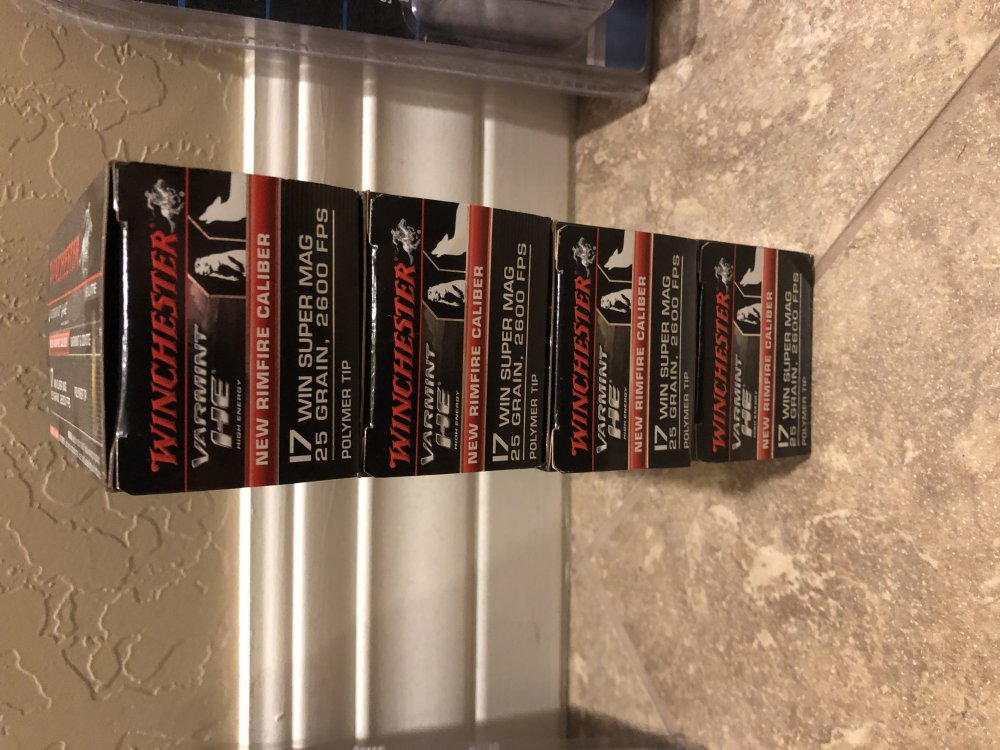 WINCHESTER
VARMINT
HE
HIGH ENERGY
NEW RIMFIRE CALIBER
17 WIN SUPER MAG
25 GRAIN, 2600 FPS
POLYMER TIP
WINCHESTER
VARMINT
HE
HIGH ENERGY
NEW RIMFIRE CALIBER
17 WIN SUPER MAG
25 GRAIN, 2600 FPS
POLYMER TIP
WINCHESTER
VARMINT
HE
HIGH ENERGY
NEW RIMFIRE CALIBER
17 WIN SUPER MAG
25 GRAIN, 2600 FPS
POLYMER TIP
WINCHESTER
VARMINT
HE
NEW RIMFIRE CALIBER
17 WIN SUPER MAG
25 GRAIN, 2600 FPS
POLYMER TIP